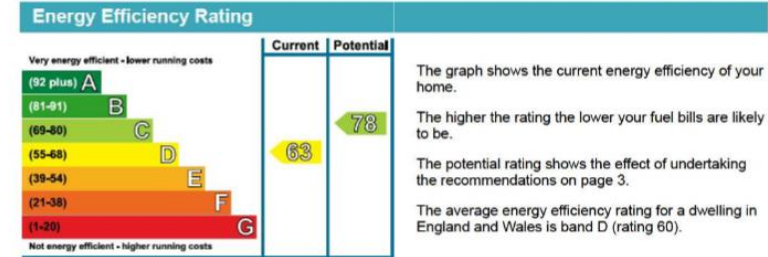 Energy Efficiency Rating
Current Potential
Very energy efficient - lower running costs
(92 plus) A
(81-91) B
(69-80) C
(55-68) D
(39-54) E
(21-38) F
(1-20) G
Not energy efficient - higher running costs
63
78
The graph shows the current energy efficiency of your
home.
The higher the rating the lower your fuel bills are likely
to be.
The potential rating shows the effect of undertaking
the recommendations on page 3.
The average energy efficiency rating for a dwelling in
England and Wales is band D (rating 60).